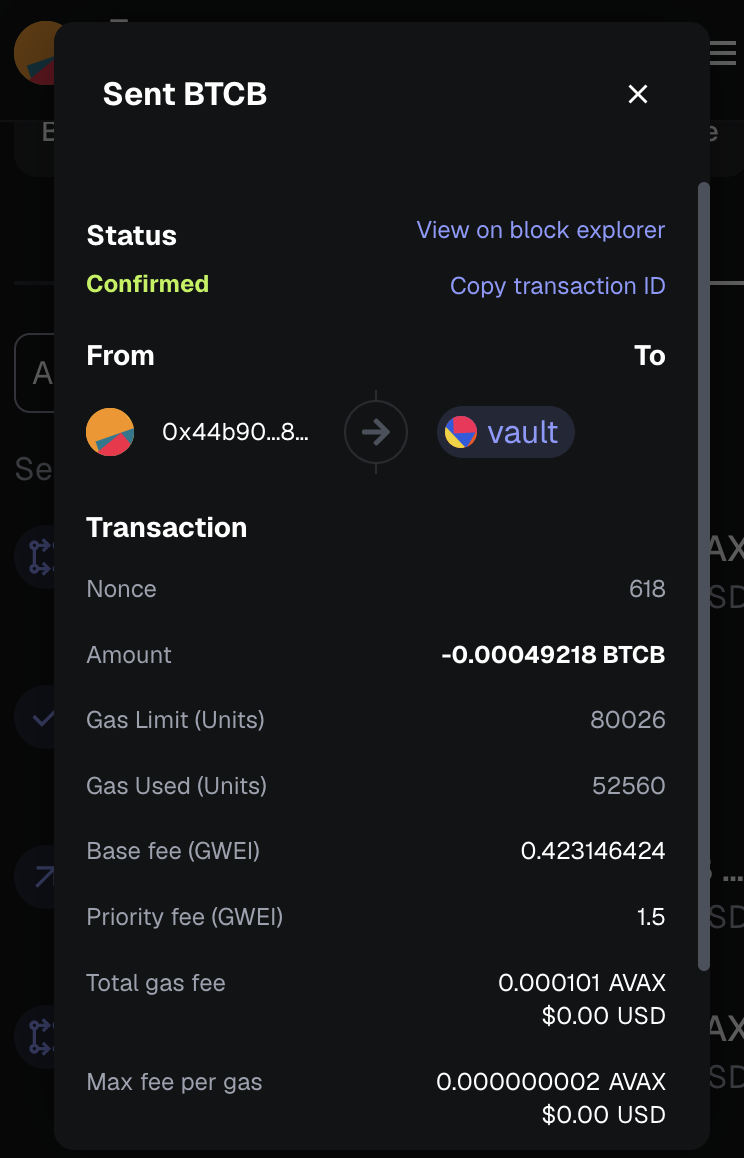 Sent BTCB
Status
View on block explorer
Confirmed
Copy transaction ID
From
To
0x44b90...8...
vault
Transaction
Nonce
618
Amount
-0.00049218 BTCB
Gas Limit (Units)
80026
Gas Used (Units)
52560
Base fee (GWEI)
0.423146424
Priority fee (GWEI)
1.5
Total gas fee
0.000101 AVAX
$0.00 USD
Max fee per gas
0.000000002 AVAX
$0.00 USD